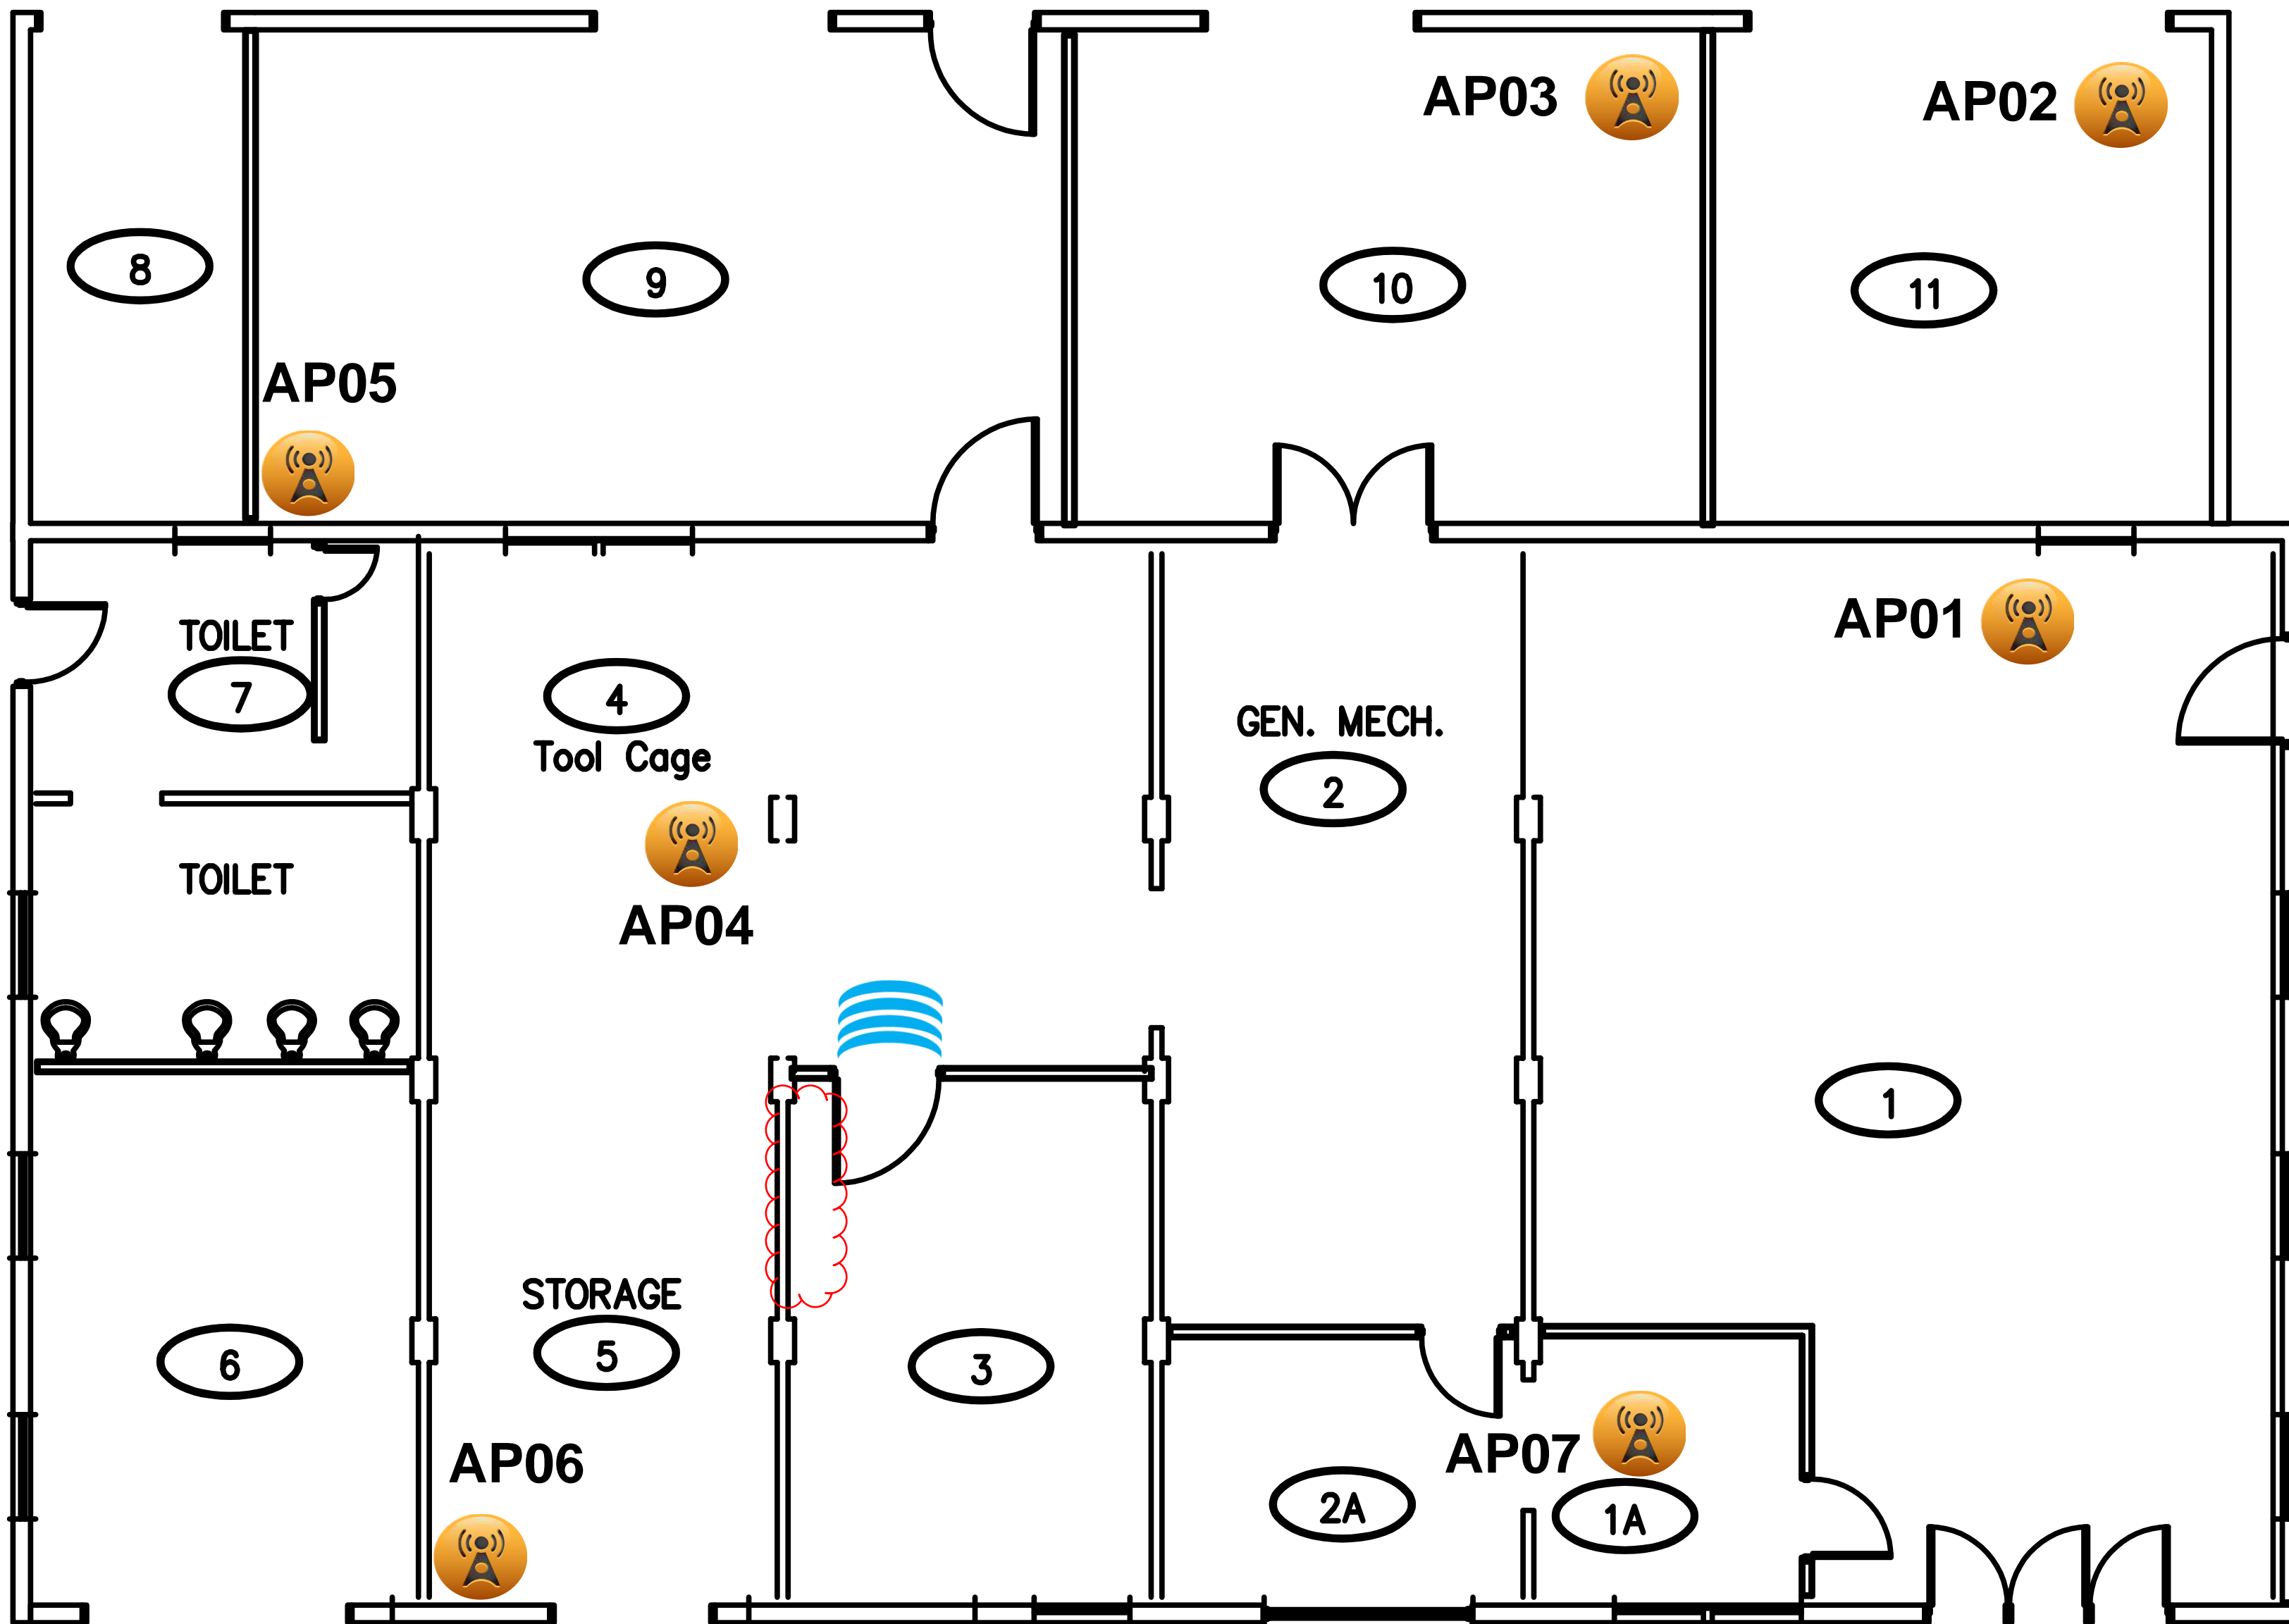 AP03
AP02
8
9
10
11
AP05
AP01
TOILET
7
4
Tool Cage
GEN. MECH.
2
TOILET
AP04
1
STORAGE
5
6
3
AP06
AP07
2A
1A